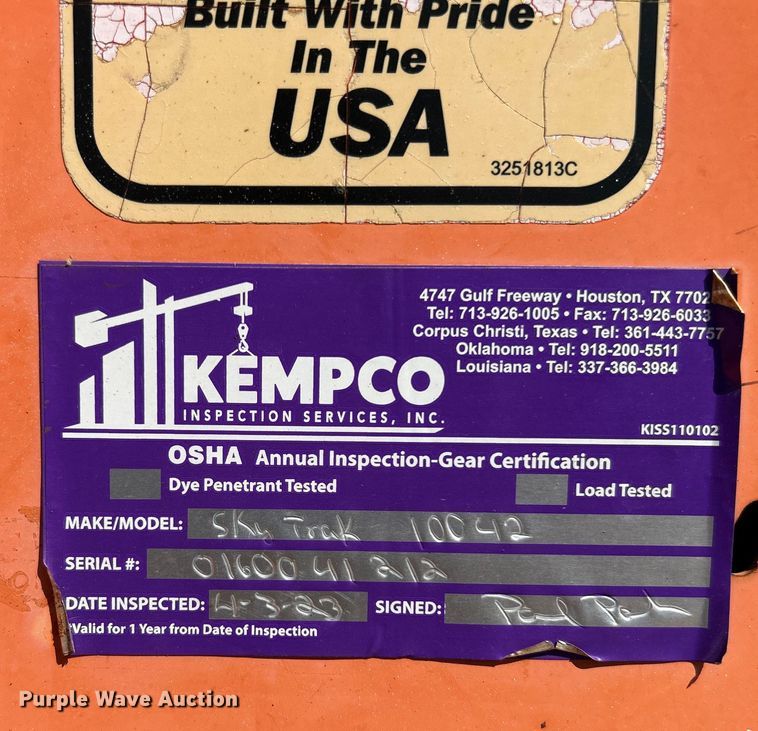 Built With Pride
In The
USA
3251813C
4747 Gulf Freeway • Houston, TX 7702
Tel: 713-926-1005 • Fax: 713-926-6033
Corpus Christi, Texas • Tel: 361-443-7757
Oklahoma • Tel: 918-200-5511
Louisiana • Tel: 337-366-3984
KEMPCO
INSPECTION SERVICES, INC.
KISS110102
OSHA Annual Inspection-Gear Certification
Dye Penetrant Tested
Load Tested
MAKE/MODEL: Sky Trak 10042
SERIAL #: 0160041212
DATE INSPECTED: 4-3-23 SIGNED:
*Valid for 1 Year from Date of Inspection
Purple Wave Auction